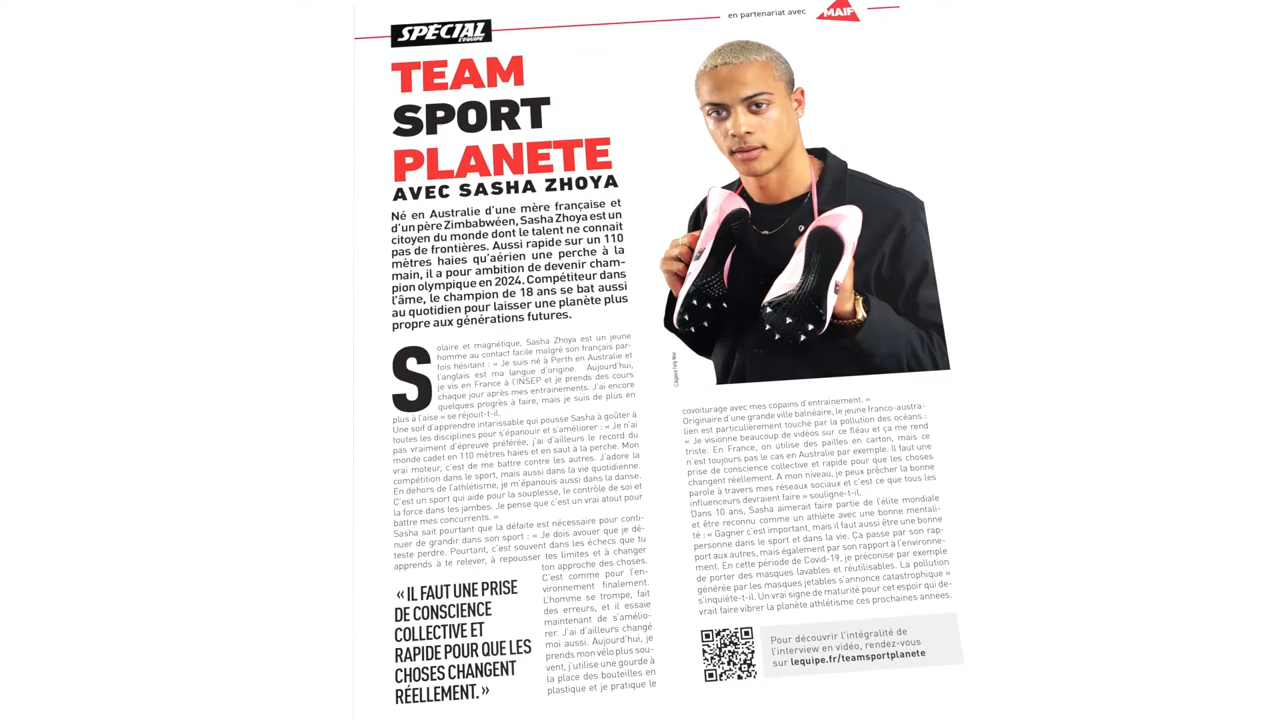 SPÉCIAL
L'ÉQUIPE
en partenariat avec
MAIF
TEAM
SPORT
PLANETE
AVEC SASHA ZHOYA
Né en Australie d'une mère française et
d'un père Zimbabwéen, Sasha Zhoya est un
citoyen du monde dont le talent ne connait
pas de frontières. Aussi rapide sur un 110
mètres haies qu'aérien une perche à la
main, il a pour ambition de devenir cham-
pion olympique en 2024. Compétiteur dans
l'âme, le champion de 18 ans se bat aussi
au quotidien pour laisser une planète plus
propre aux générations futures.
Solaire et magnétique, Sasha Zhoya est un jeune
homme au contact facile malgré son français par-
fois hésitant : « Je suis né à Perth en Australie et
l'anglais est ma langue d'origine. Aujourd'hui,
je vis en France à l'INSEP et je prends des cours
chaque jour après mes entrainements. J'ai encore
quelques progrès à faire, mais je suis de plus en
plus à l'aise » se réjouit-t-il.
Une soif d'apprendre intarissable qui pousse Sasha à goûter à
toutes les disciplines pour s'épanouir et s'améliorer : « Je n'ai
pas vraiment d'épreuve préférée, j'ai d'ailleurs le record du
monde cadet en 110 mètres haies et en saut à la perche. Mon
vrai moteur, c'est de me battre contre les autres. J'adore la
compétition dans le sport, mais aussi dans la vie quotidienne.
En dehors de l'athlétisme, je m'épanouis aussi dans la danse.
C'est un sport qui aide pour la souplesse, le contrôle de soi et
la force dans les jambes. Je pense que c'est un vrai atout pour
battre mes concurrents. »
Sasha sait pourtant que la défaite est nécessaire pour conti-
nuer de grandir dans son sport : « Je dois avouer que je dé-
teste perdre. Pourtant, c'est souvent dans les échecs que tu
apprends à te relever, à repousser tes limites et à changer
ton approche des choses.
C'est comme pour l'en-
vironnement finalement.
L'homme se trompe, fait
des erreurs, et il essaie
maintenant de s'amélio-
rer. J'ai d'ailleurs changé
moi aussi. Aujourd'hui, je
prends mon vélo plus sou-
vent, j'utilise une gourde à
la place des bouteilles en
plastique et je pratique le
« IL FAUT UNE PRISE
DE CONSCIENCE
COLLECTIVE ET
RAPIDE POUR QUE LES
CHOSES CHANGENT
RÉELLEMENT. »
©Agence Forty Nine
covoiturage avec mes copains d'entrainement. »
Originaire d'une grande ville balnéaire, le jeune franco-austra-
lien est particulièrement touché par la pollution des océans :
« Je visionne beaucoup de vidéos sur ce fléau et ça me rend
triste. En France, on utilise des pailles en carton, mais ce
n'est toujours pas le cas en Australie par exemple. Il faut une
prise de conscience collective et rapide pour que les choses
changent réellement. A mon niveau, je peux prêcher la bonne
parole à travers mes réseaux sociaux et c'est ce que tous les
influenceurs devraient faire » souligne-t-il.
Dans 10 ans, Sasha aimerait faire partie de l'élite mondiale
et être reconnu comme un athlète avec une bonne mentali-
té : « Gagner c'est important, mais il faut aussi être une bonne
personne dans le sport et dans la vie. Ça passe par son rap-
port aux autres, mais également par son rapport à l'environne-
ment. En cette période de Covid-19, je préconise par exemple
de porter des masques lavables et réutilisables. La pollution
générée par les masques jetables s'annonce catastrophique »
s'inquiète-t-il. Un vrai signe de maturité pour cet espoir qui de-
vrait faire vibrer la planète athlétisme ces prochaines années.
Pour découvrir l'intégralité de
l'interview en vidéo, rendez-vous
sur lequipe.fr/teamsportplanete